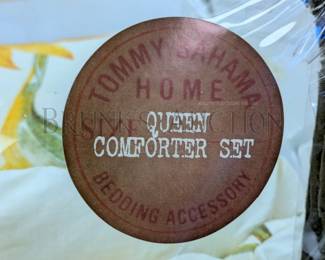 TOMMY BAHAMA
HOME
QUEEN
COMFORTER SET
BEDDING ACCESSORY